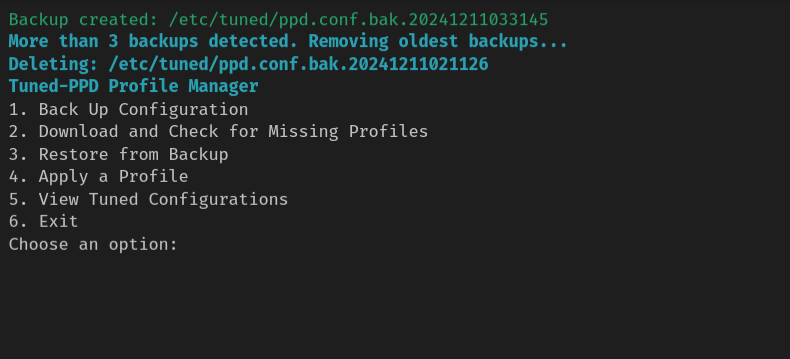 Backup created: /etc/tuned/ppd.conf.bak.20241211033145
More than 3 backups detected. Removing oldest backups...
Deleting: /etc/tuned/ppd.conf.bak.20241211021126
Tuned-PPD Profile Manager
1. Back Up Configuration
2. Download and Check for Missing Profiles
3. Restore from Backup
4. Apply a Profile
5. View Tuned Configurations
6. Exit
Choose an option: